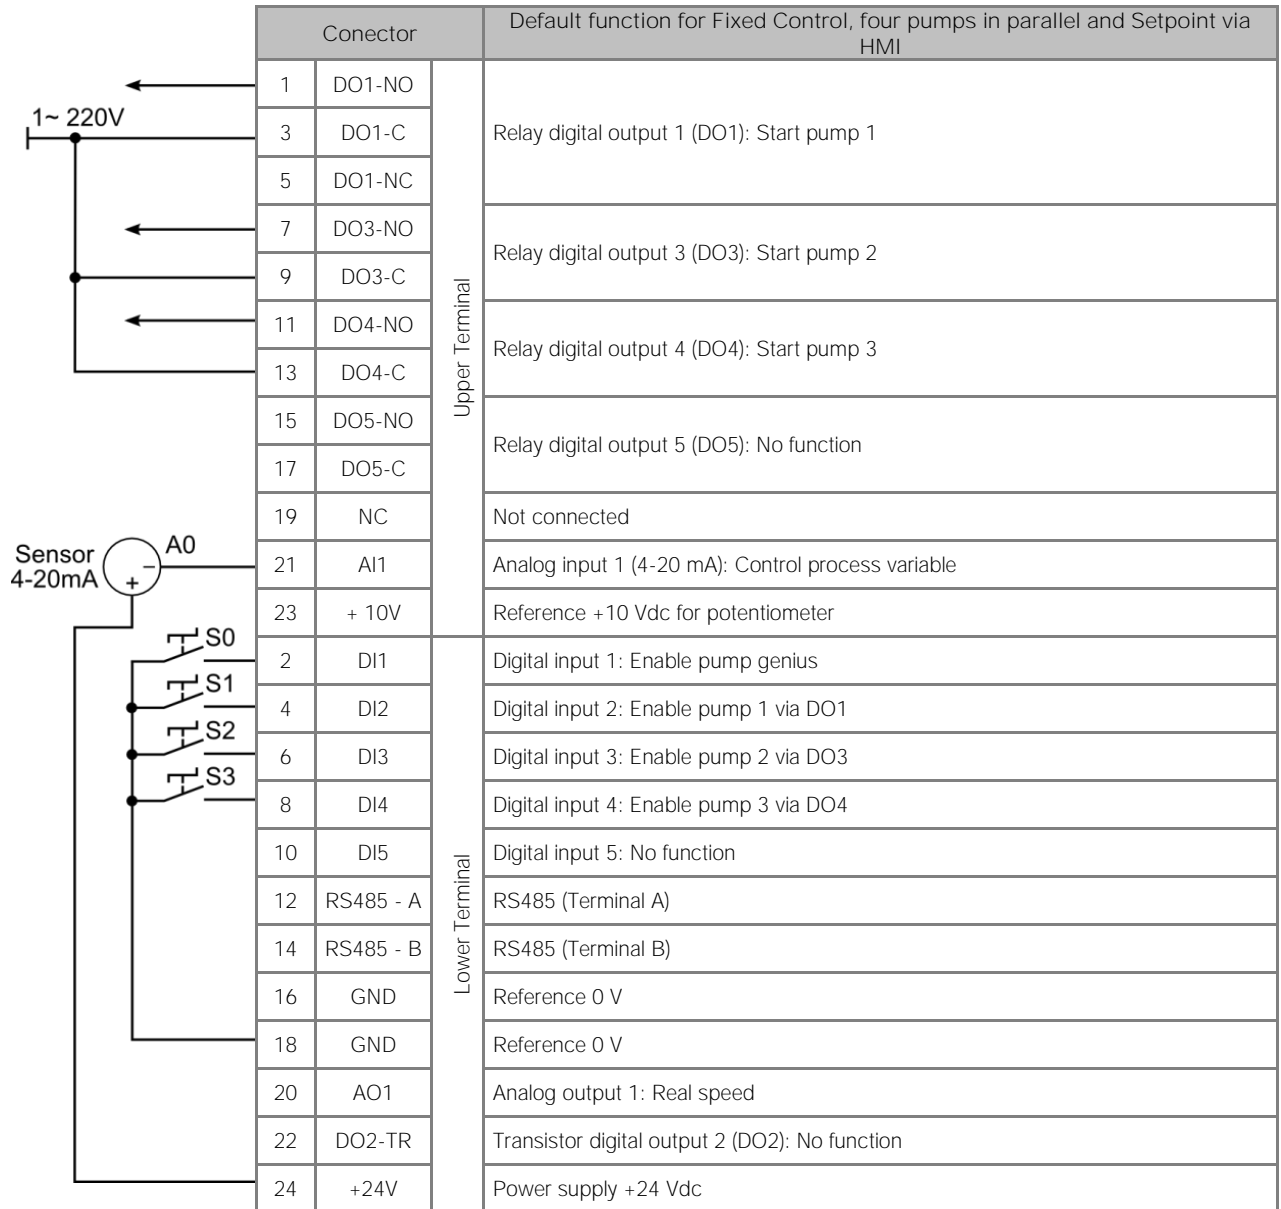 Conector
Default function for Fixed Control, four pumps in parallel and Setpoint via
HMI
1 DO1-NO
1~ 220V
3 DO1-C Relay digital output 1 (DO1): Start pump 1
5 DO1-NC
7 DO3-NO
Relay digital output 3 (DO3): Start pump 2
9 DO3-C
Upper Terminal
11 DO4-NO
Relay digital output 4 (DO4): Start pump 3
13 DO4-C
15 DO5-NO
Relay digital output 5 (DO5): No function
17 DO5-C
19 NC Not connected
Sensor
4-20mA
A0
+
–
21 AI1 Analog input 1 (4-20 mA): Control process variable
23 + 10V Reference +10 Vdc for potentiometer
S0
2 DI1 Digital input 1: Enable pump genius
S1
4 DI2 Digital input 2: Enable pump 1 via DO1
S2
6 DI3 Digital input 3: Enable pump 2 via DO3
S3
8 DI4 Digital input 4: Enable pump 3 via DO4
10 DI5 Digital input 5: No function
Lower Terminal
12 RS485 - A RS485 (Terminal A)
14 RS485 - B RS485 (Terminal B)
16 GND Reference 0 V
18 GND Reference 0 V
20 AO1 Analog output 1: Real speed
22 DO2-TR Transistor digital output 2 (DO2): No function
24 +24V Power supply +24 Vdc